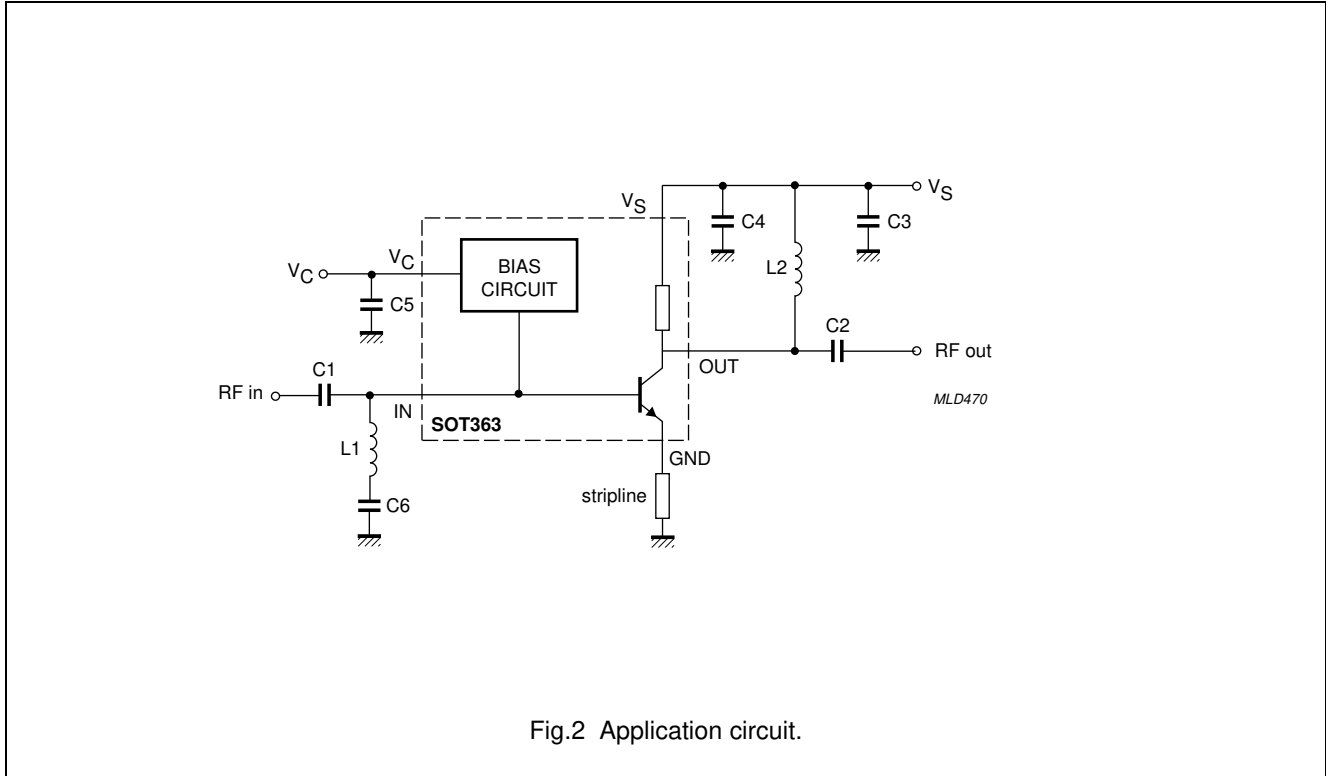 VS
VS
C4
C3
L2
VC
VC
BIAS
CIRCUIT
C5
C2
RF out
OUT
C1
RF in
IN
SOT363
MLD470
L1
GND
C6
stripline
Fig.2 Application circuit.